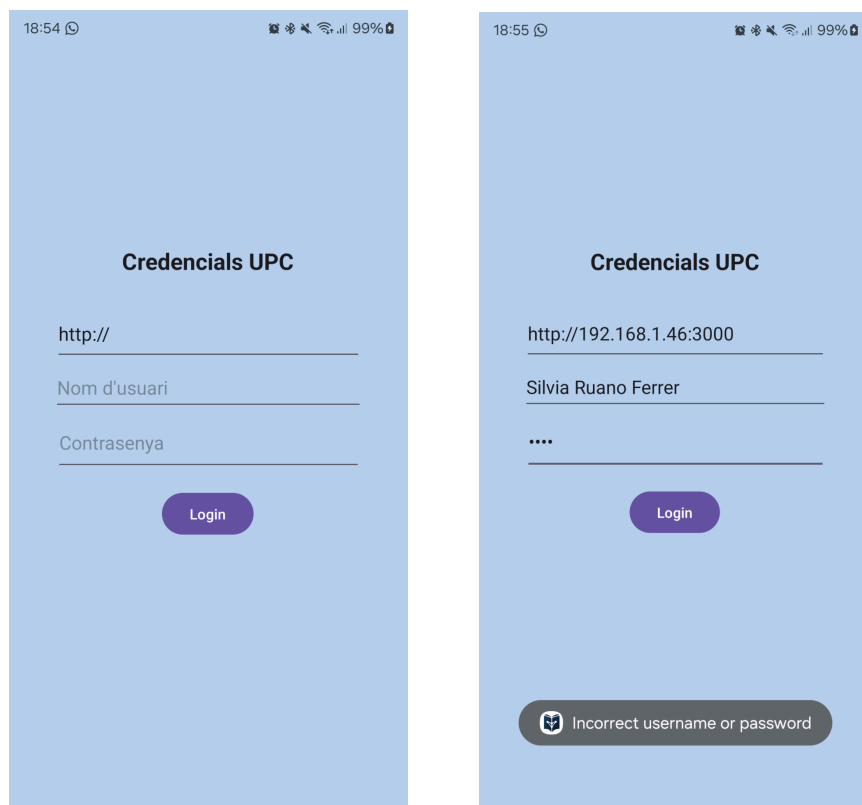 18:54 99%
Credencials UPC
http://
Nom d'usuari
Contrasenya
Login
18:55 99%
Credencials UPC
http://192.168.1.46:3000
Silvia Ruano Ferrer
••••
Login
Incorrect username or password